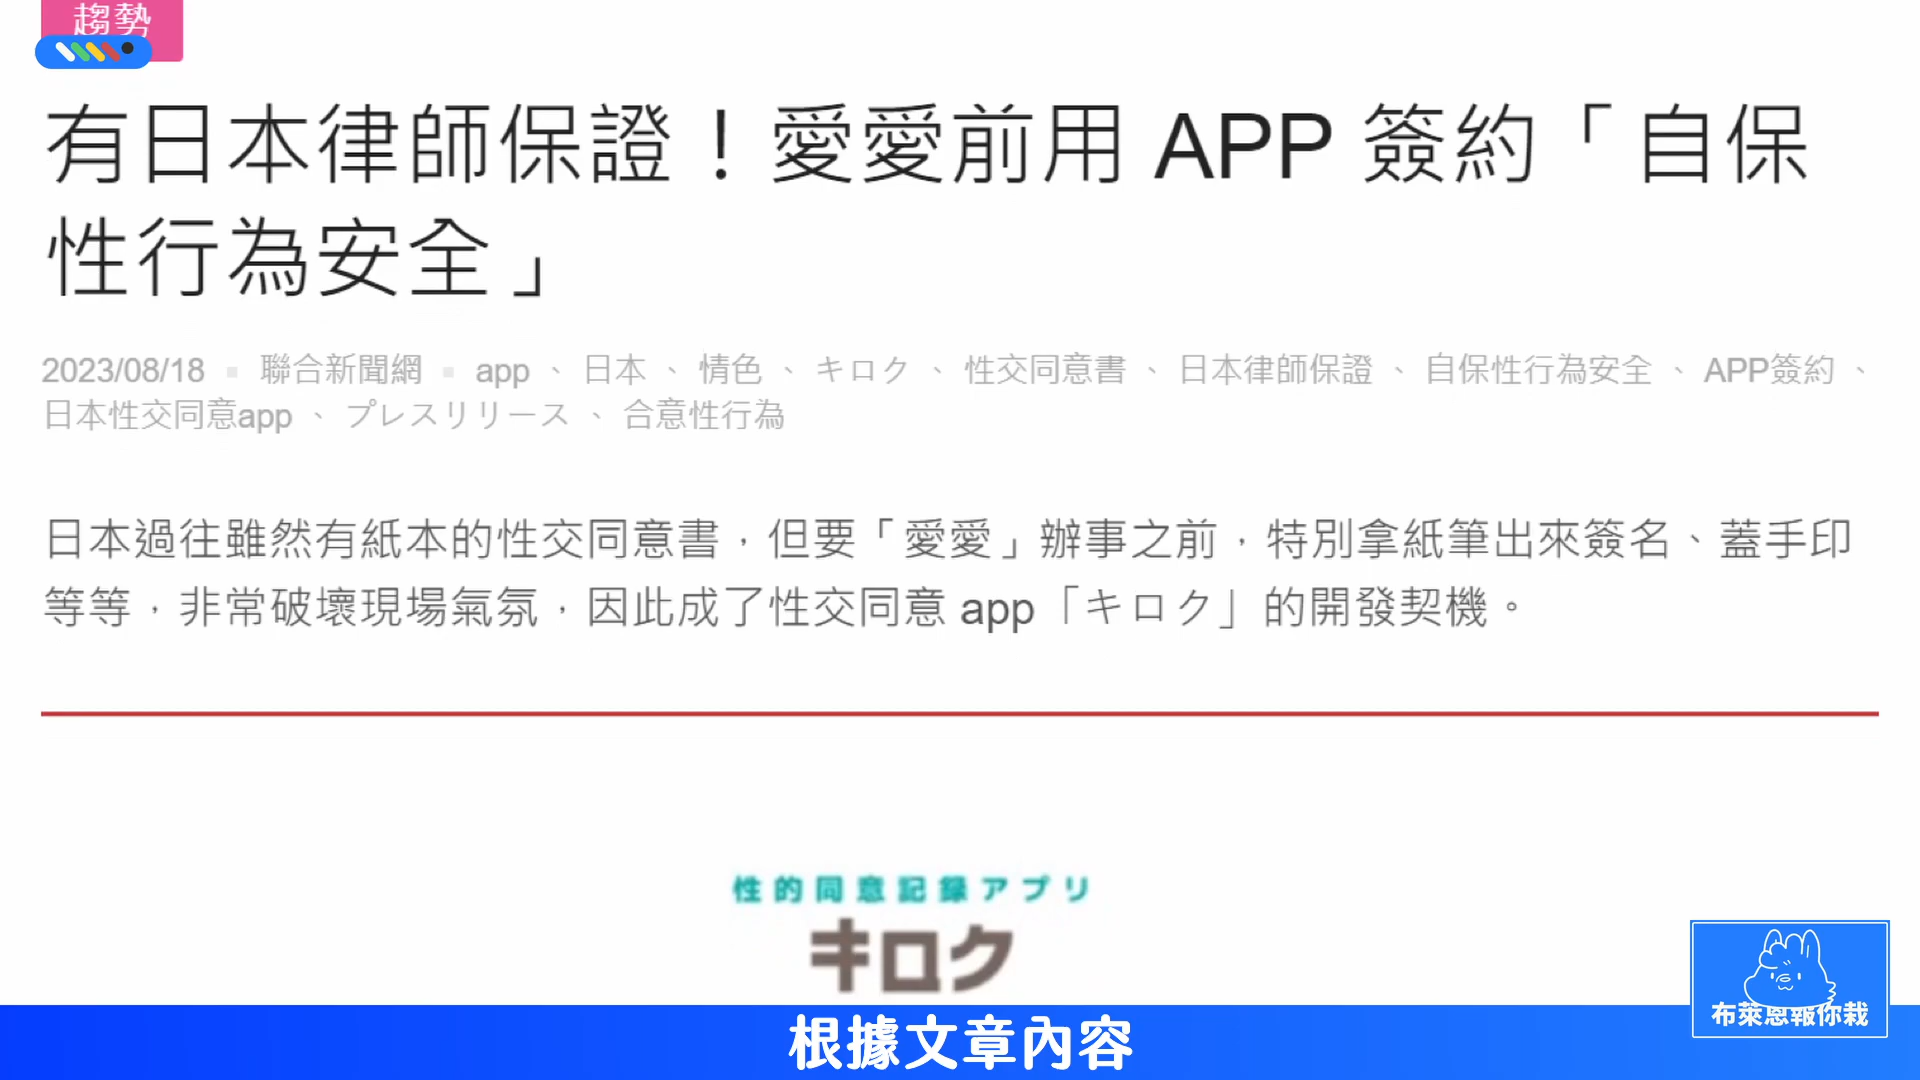 趨勢
有日本律師保證！愛愛前用 APP 簽約「自保
性行為安全」
2023/08/18 ▪ 聯合新聞網 ▪ app 、 日本 、 情色 、 キロク 、 性交同意書 、 日本律師保證 、 自保性行為安全 、 APP簽約 、
日本性交同意app 、 プレスリリース 、 合意性行為
日本過往雖然有紙本的性交同意書，但要「愛愛」辦事之前，特別拿紙筆出來簽名、蓋手印
等等，非常破壞現場氣氛，因此成了性交同意 app「キロク」的開發契機。
性的同意記録アプリ
キロク
布萊恩報你栽
根據文章內容